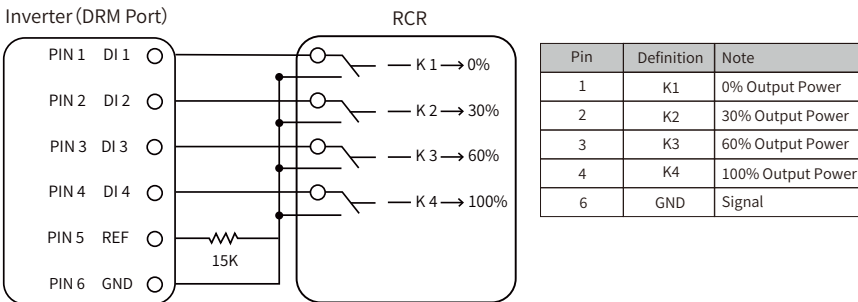 Inverter (DRM Port)
RCR
PIN 1 DI 1
PIN 2 DI 2
PIN 3 DI 3
PIN 4 DI 4
PIN 5 REF
PIN 6 GND
15K
K 1 → 0%
K 2 → 30%
K 3 → 60%
K 4 → 100%
Pin Definition Note
1 K1 0% Output Power
2 K2 30% Output Power
3 K3 60% Output Power
4 K4 100% Output Power
6 GND Signal